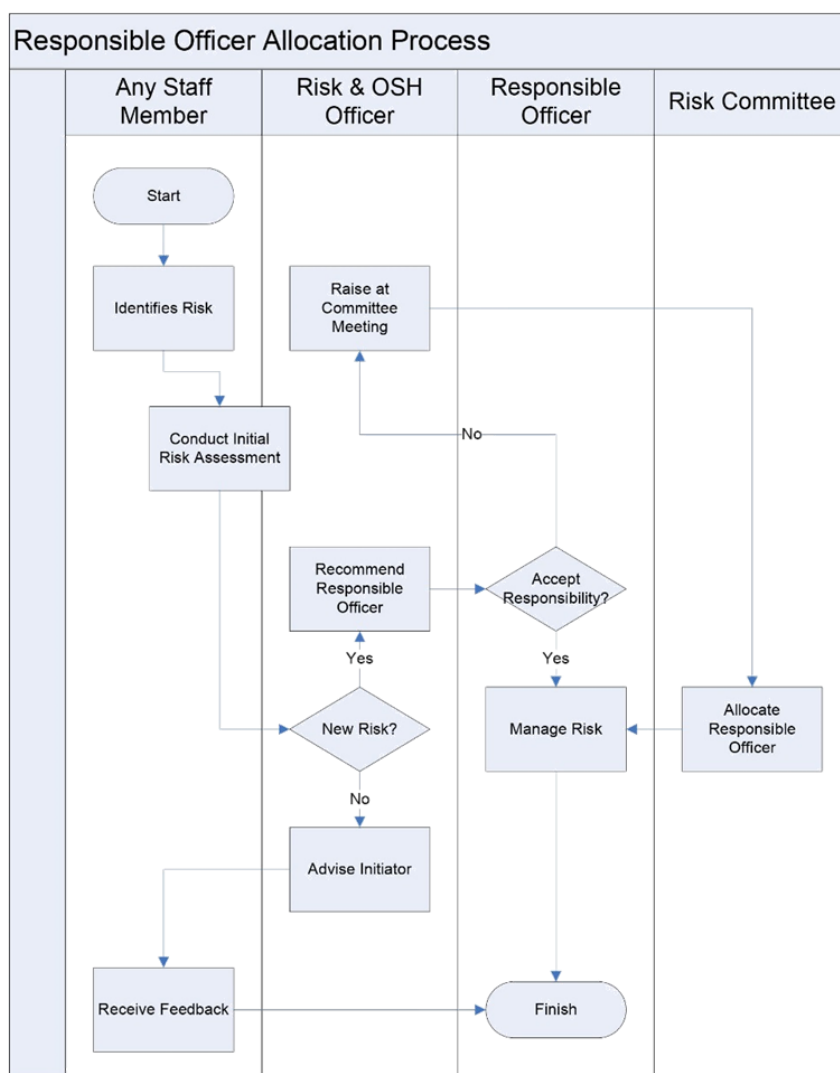 Responsible Officer Allocation Process
Any Staff
Member
Risk & OSH
Officer
Responsible
Officer
Risk Committee
Start
Identifies Risk
Raise at
Committee
Meeting
Conduct Initial
Risk Assessment
No
Recommend
Responsible
Officer
Accept
Responsibility?
Yes
Yes
New Risk?
Manage Risk
Allocate
Responsible
Officer
No
Advise Initiator
Receive Feedback
Finish